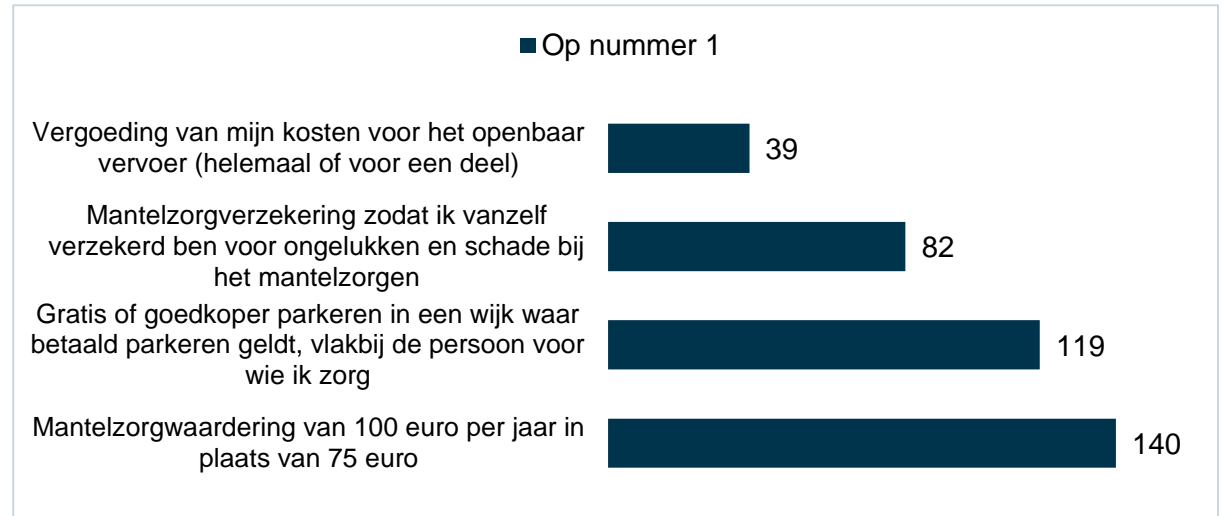 Op nummer 1
Vergoeding van mijn kosten voor het openbaar
vervoer (helemaal of voor een deel)
39
Mantelzorgverzekering zodat ik vanzelf
verzekerd ben voor ongelukken en schade bij
het mantelzorgen
82
Gratis of goedkoper parkeren in een wijk waar
betaald parkeren geldt, vlakbij de persoon voor
wie ik zorg
119
Mantelzorgwaardering van 100 euro per jaar in
plaats van 75 euro
140